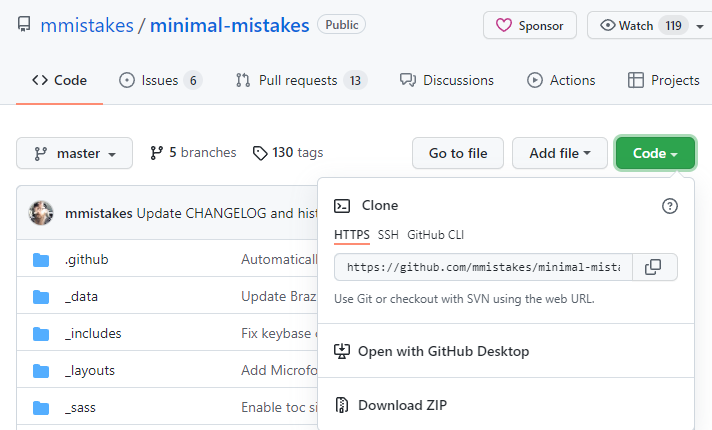 mmistakes / minimal-mistakes Public Sponsor Watch 119
Code Issues 6 Pull requests 13 Discussions Actions Projects
master 5 branches 130 tags Go to file Add file Code
mmistakes Update CHANGELOG and hist
Clone
HTTPS SSH GitHub CLI
.github Automaticall
https://github.com/mmistakes/minimal-mista
_data Update Braz
Use Git or checkout with SVN using the web URL.
_includes Fix keybase
Open with GitHub Desktop
_layouts Add Microfo
_sass Enable toc si
Download ZIP